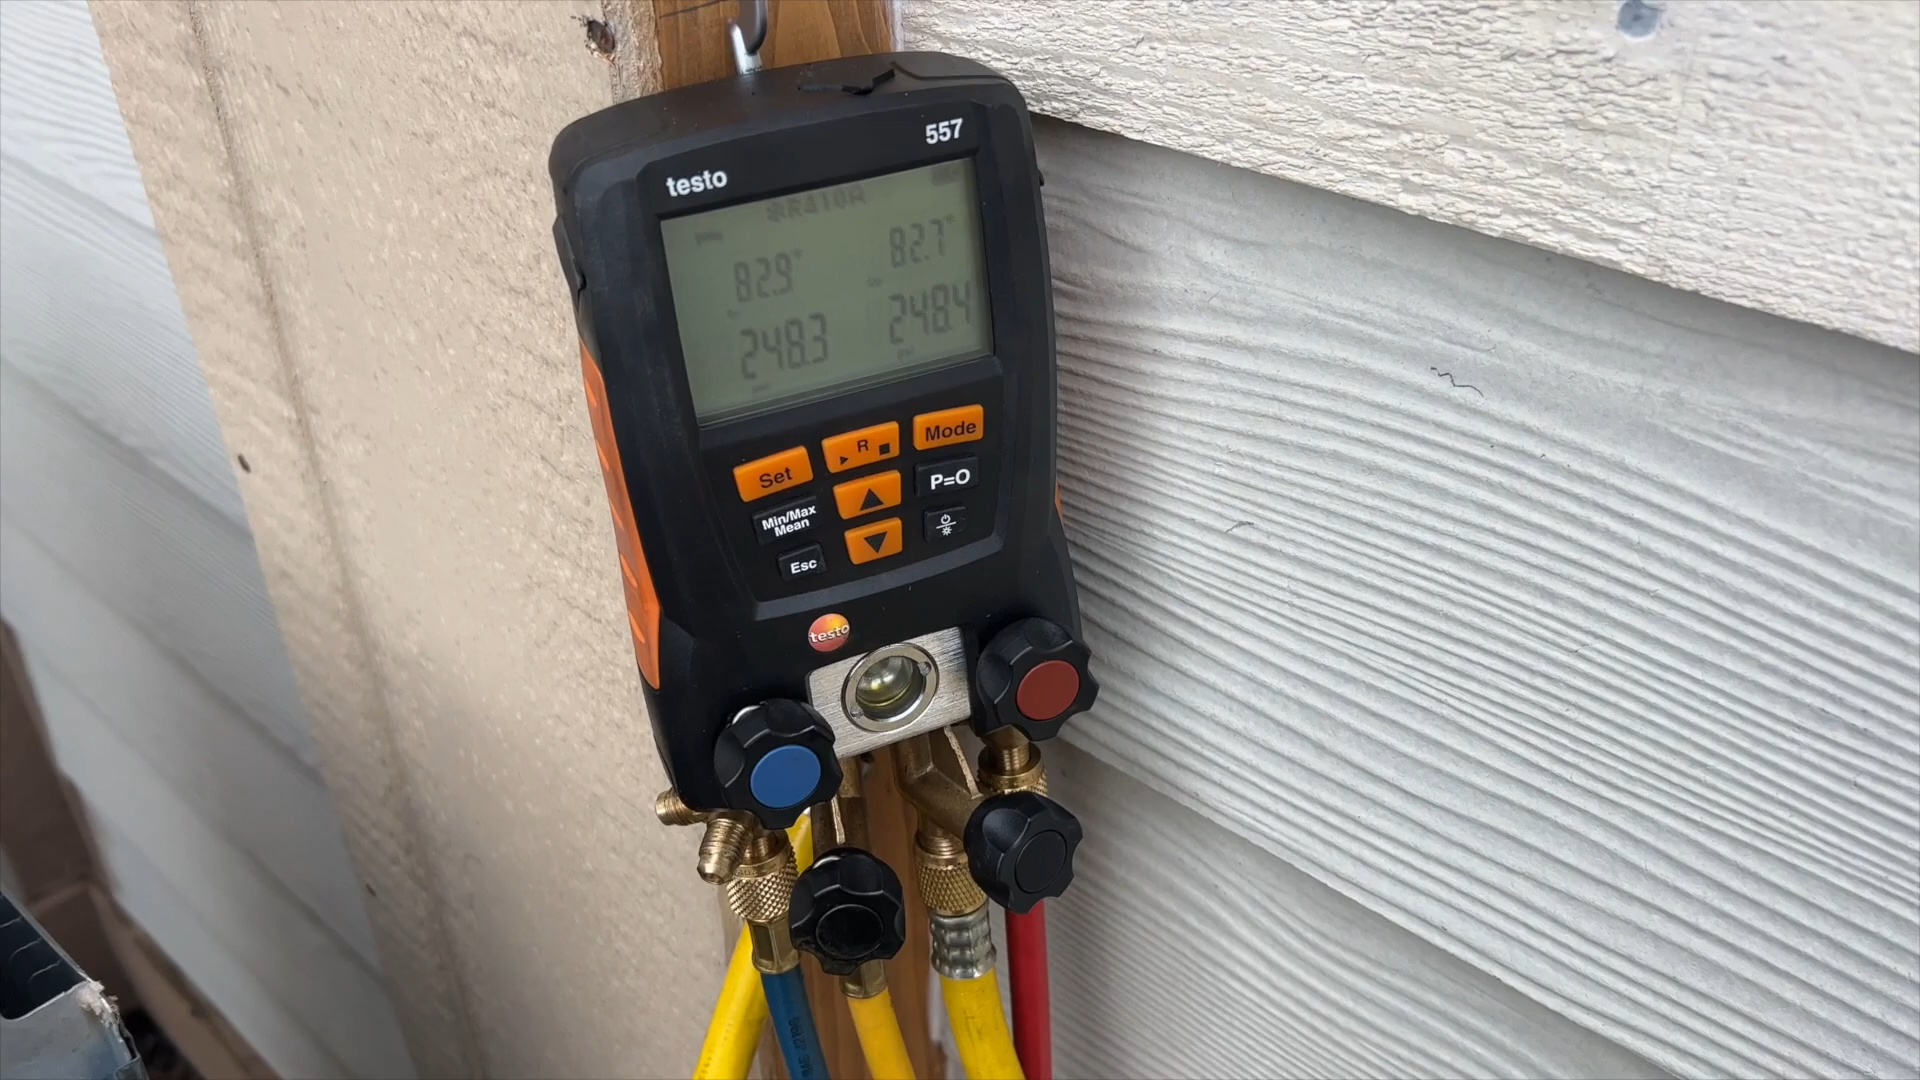 557
testo
R410A
82.9°
82.7°
248.3
248.4
Set
R
Mode
Min/Max
Mean
P=O
Esc
testo